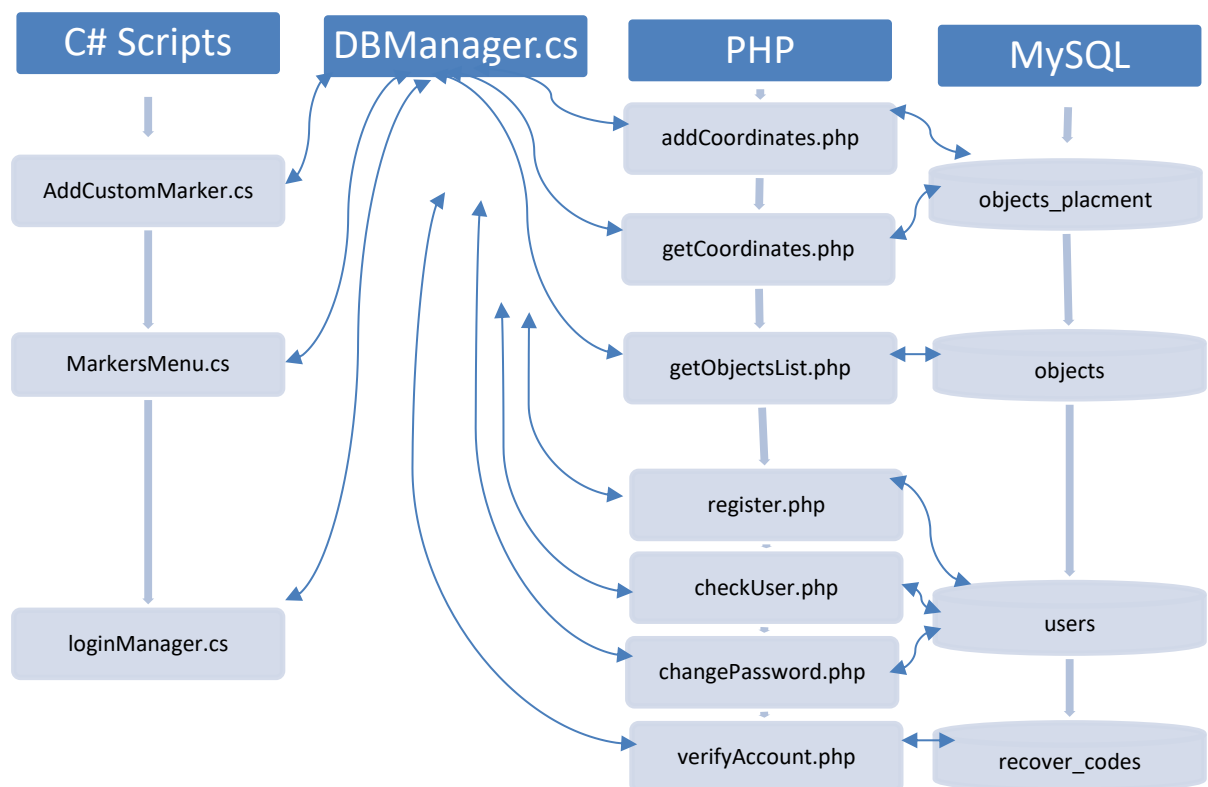 C# Scripts
DBManager.cs
PHP
MySQL
AddCustomMarker.cs
MarkersMenu.cs
loginManager.cs
addCoordinates.php
getCoordinates.php
getObjectsList.php
register.php
checkUser.php
changePassword.php
verifyAccount.php
objects_placment
objects
users
recover_codes